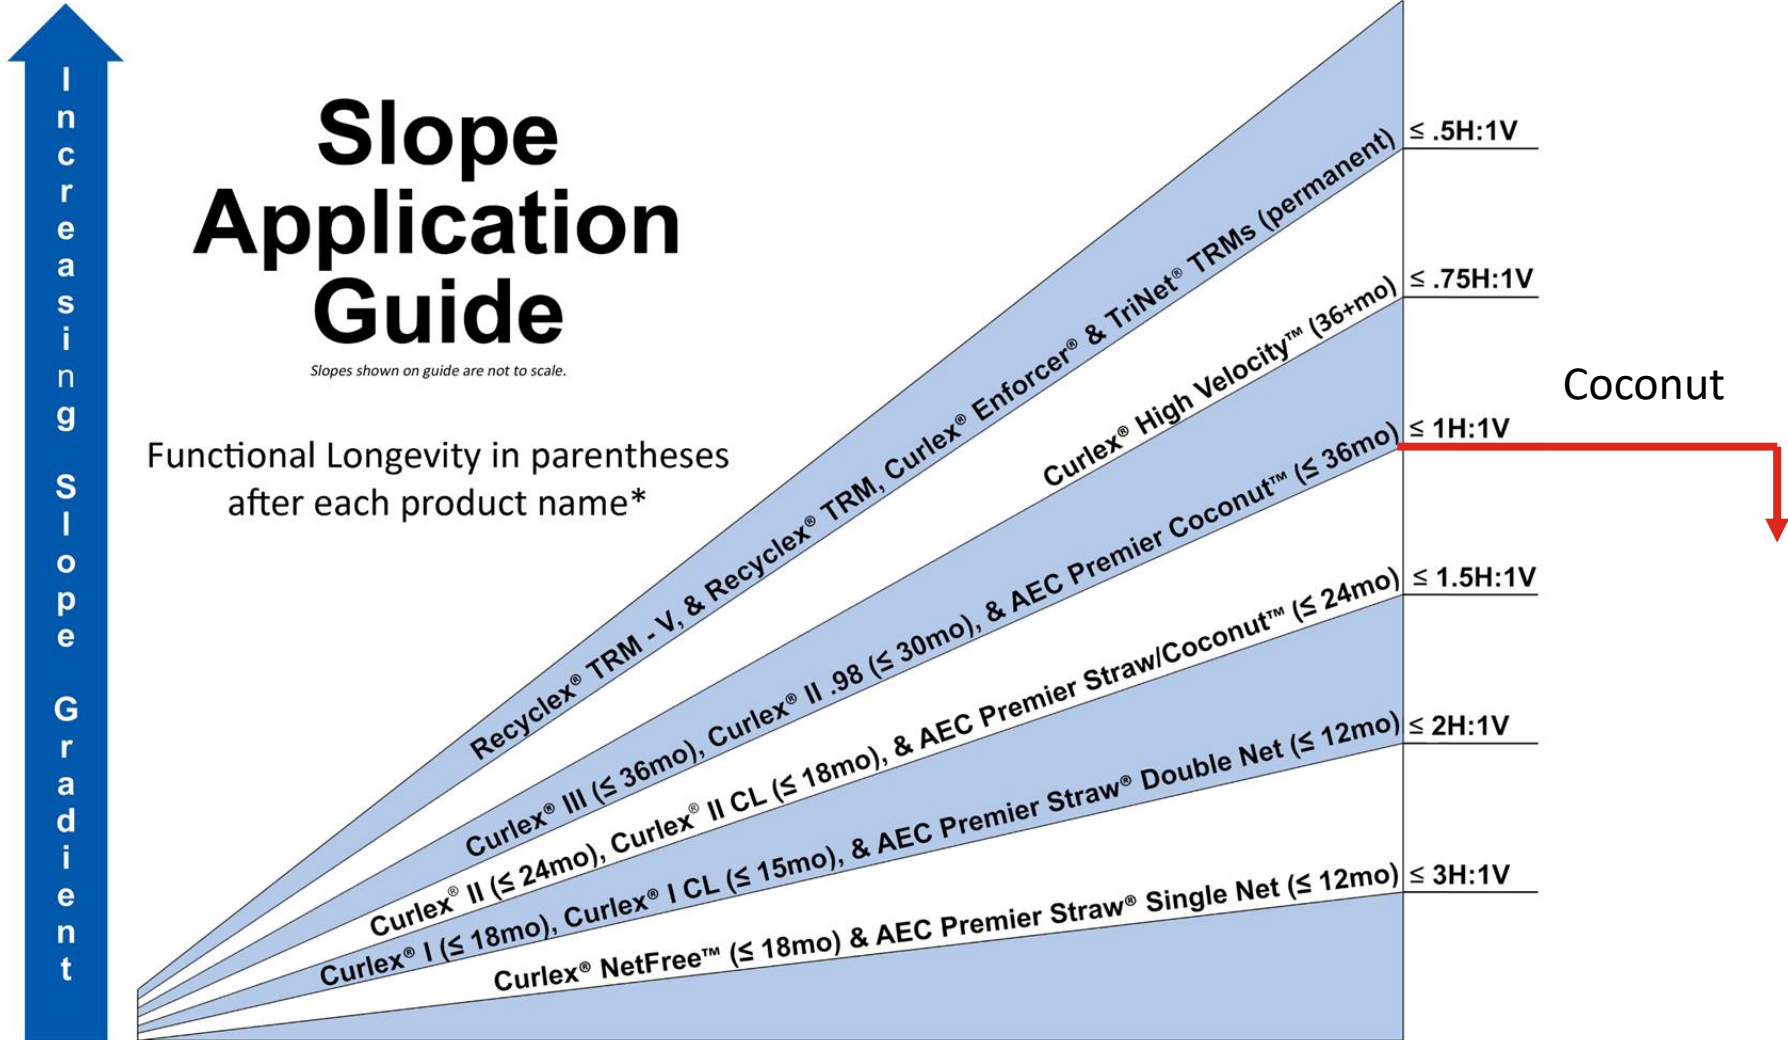 Increasing Slope Gradient
Slope
Application
Guide
Slopes shown on guide are not to scale.
Functional Longevity in parentheses
after each product name*
Recyclex® TRM - V, & Recyclex® TRM, Curlex® Enforcer® & TriNet® TRMs (permanent)
≤ .5H:1V
Curlex® High Velocity™ (36+mo)
≤ .75H:1V
Coconut
Curlex® III (≤ 36mo), Curlex® II .98 (≤ 30mo), & AEC Premier Coconut™ (≤ 36mo)
≤ 1H:1V
Curlex® II (≤ 24mo), Curlex® II CL (≤ 18mo), & AEC Premier Straw/Coconut™ (≤ 24mo)
≤ 1.5H:1V
Curlex® I (≤ 18mo), Curlex® I CL (≤ 15mo), & AEC Premier Straw® Double Net (≤ 12mo)
≤ 2H:1V
Curlex® NetFree™ (≤ 18mo) & AEC Premier Straw® Single Net (≤ 12mo)
≤ 3H:1V